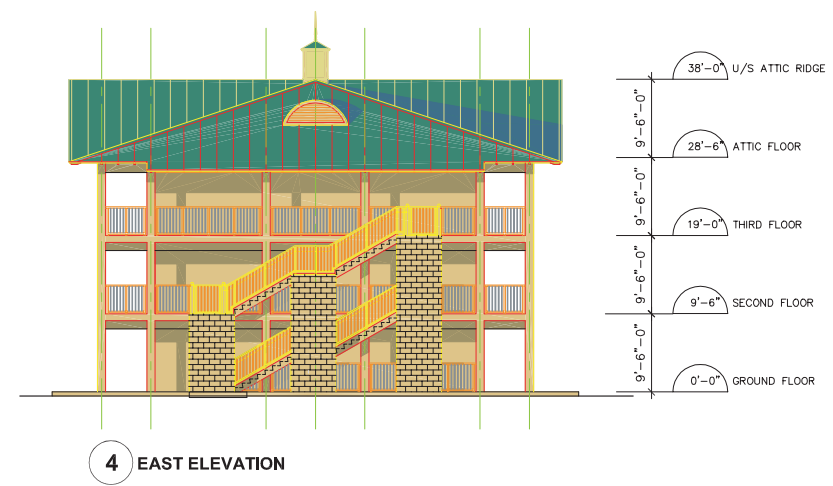 38'-0" U/S ATTIC RIDGE
9'-6"-0"
28'-6" ATTIC FLOOR
9'-6"-0"
19'-0" THIRD FLOOR
9'-6"-0"
9'-6" SECOND FLOOR
9'-6"-0"
0'-0" GROUND FLOOR
4 EAST ELEVATION